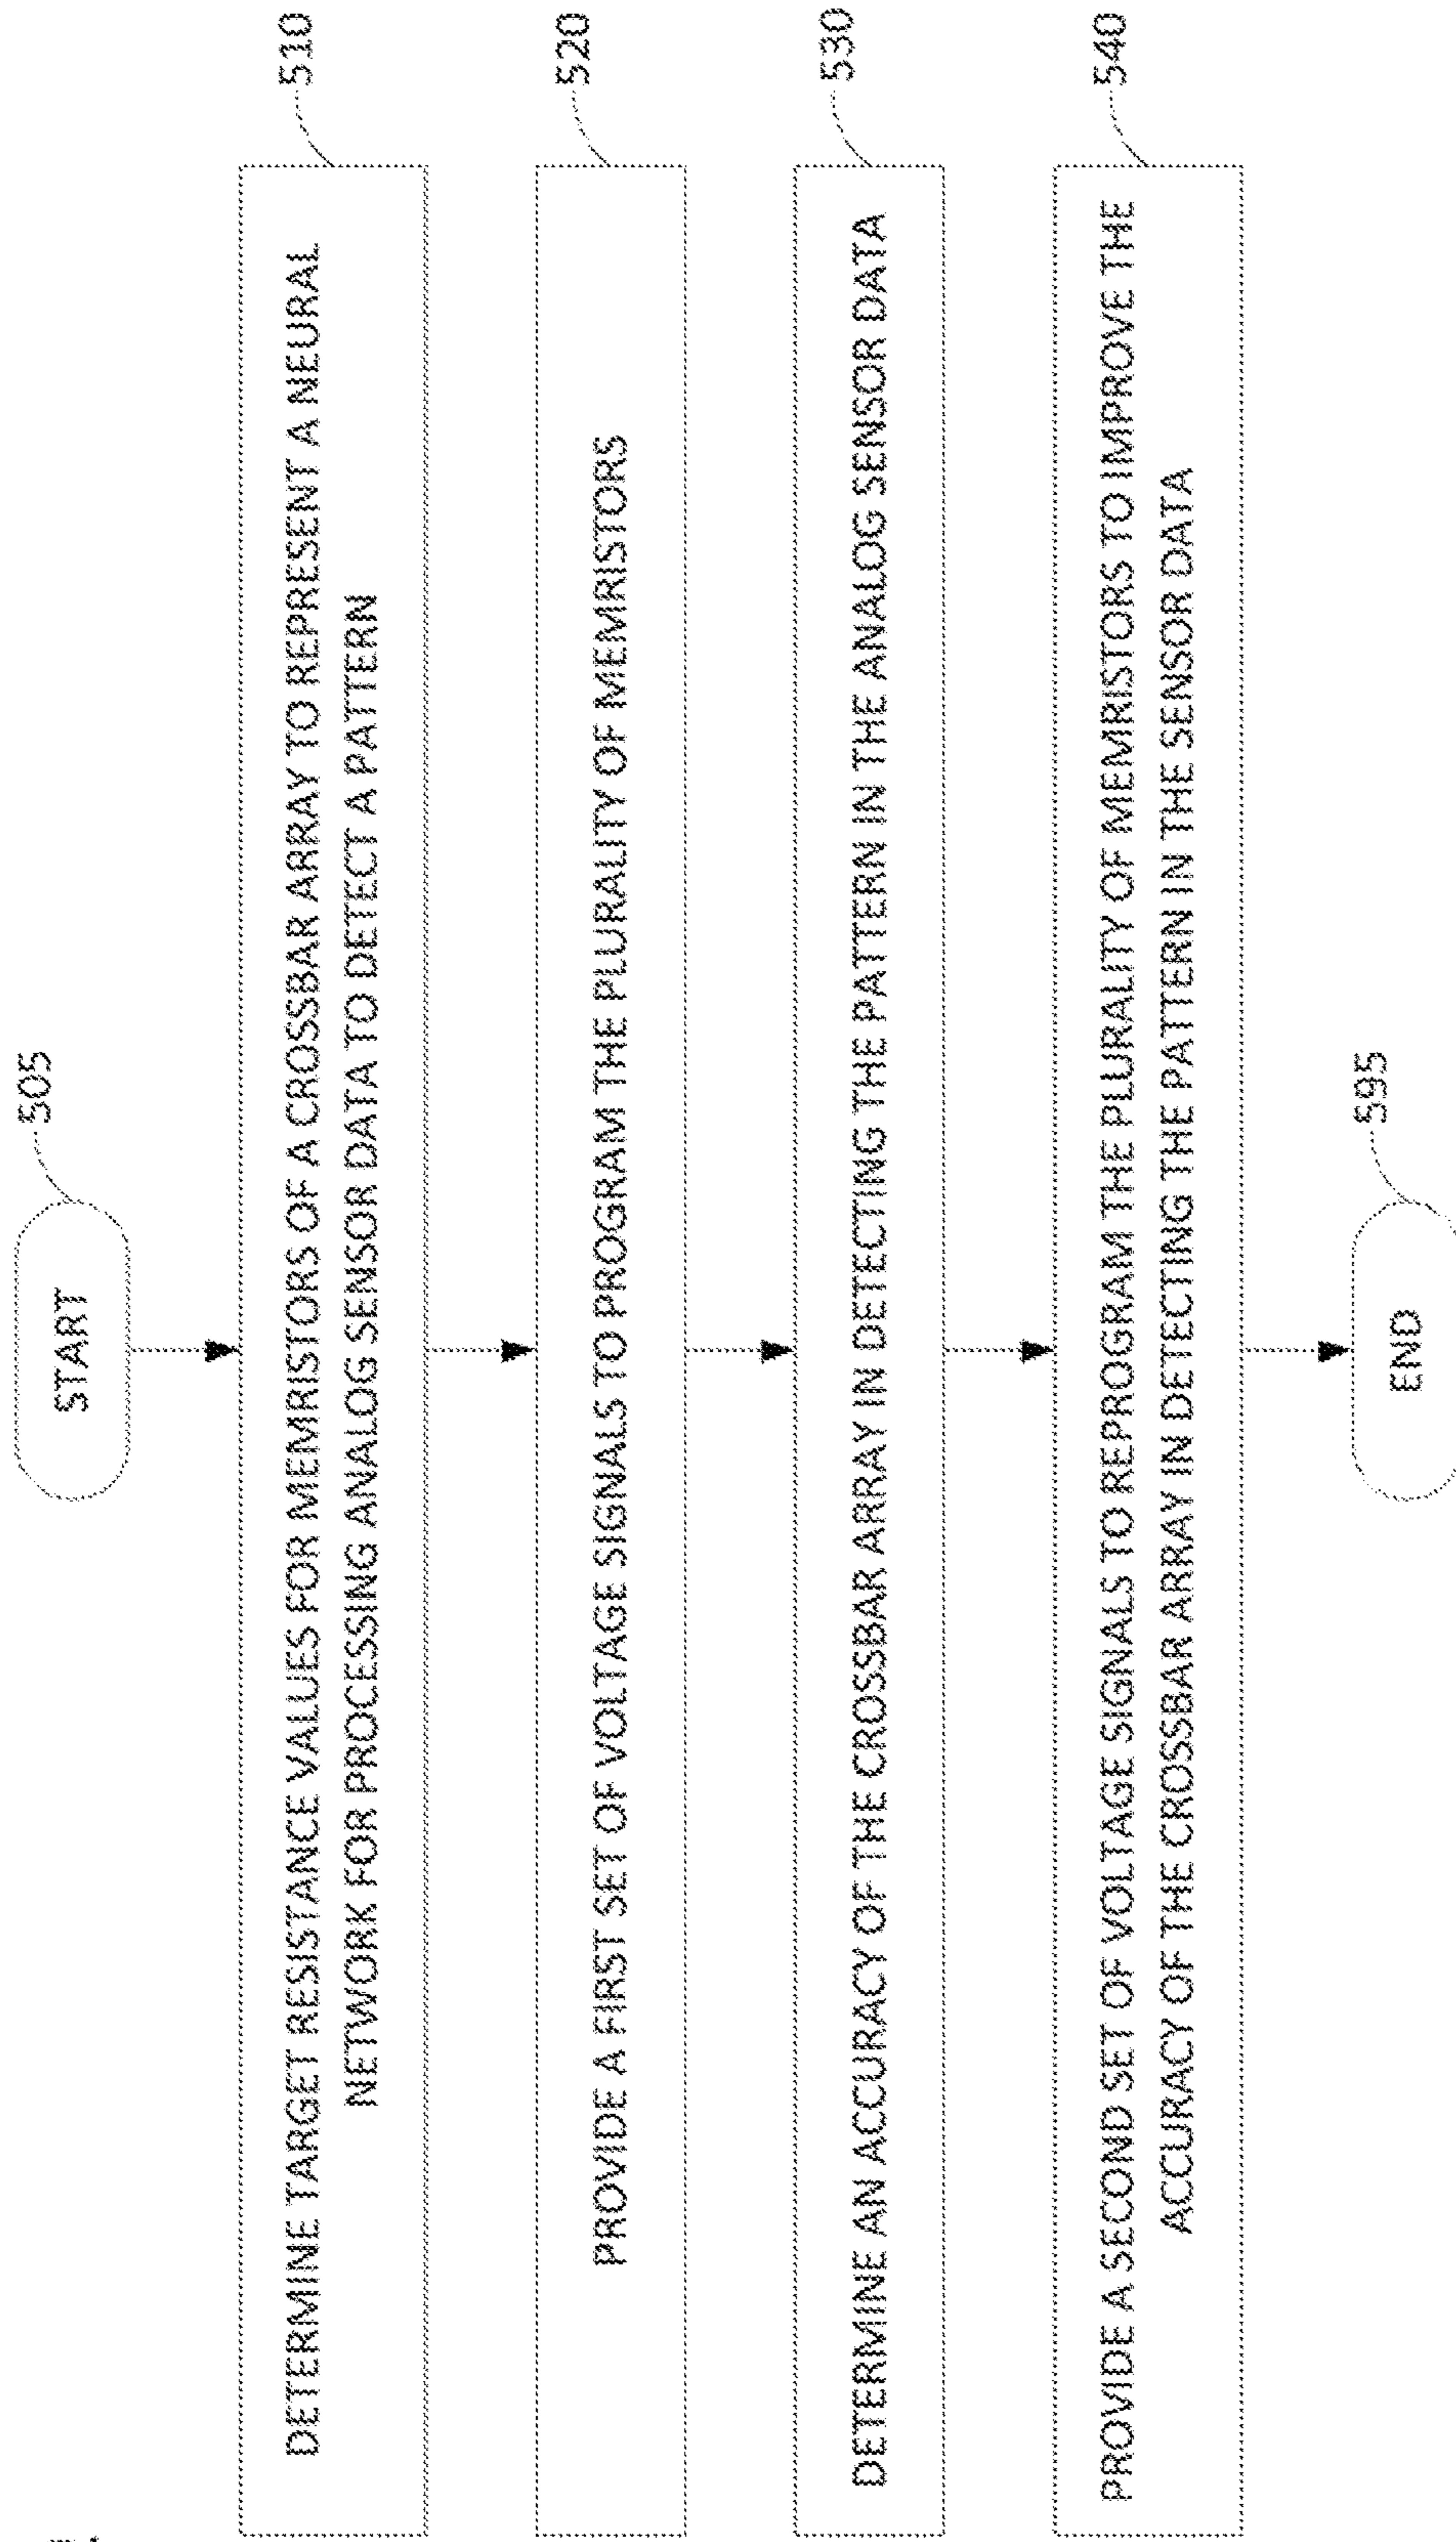 505
START
510
DETERMINE TARGET RESISTANCE VALUES FOR MEMRISTORS OF A CROSSBAR ARRAY TO REPRESENT A NEURAL
NETWORK FOR PROCESSING ANALOG SENSOR DATA TO DETECT A PATTERN
520
PROVIDE A FIRST SET OF VOLTAGE SIGNALS TO PROGRAM THE PLURALITY OF MEMRISTORS
530
DETERMINE AN ACCURACY OF THE CROSSBAR ARRAY IN DETECTING THE PATTERN IN THE ANALOG SENSOR DATA
540
PROVIDE A SECOND SET OF VOLTAGE SIGNALS TO REPROGRAM THE PLURALITY OF MEMRISTORS TO IMPROVE THE
ACCURACY OF THE CROSSBAR ARRAY IN DETECTING THE PATTERN IN THE SENSOR DATA
595
END